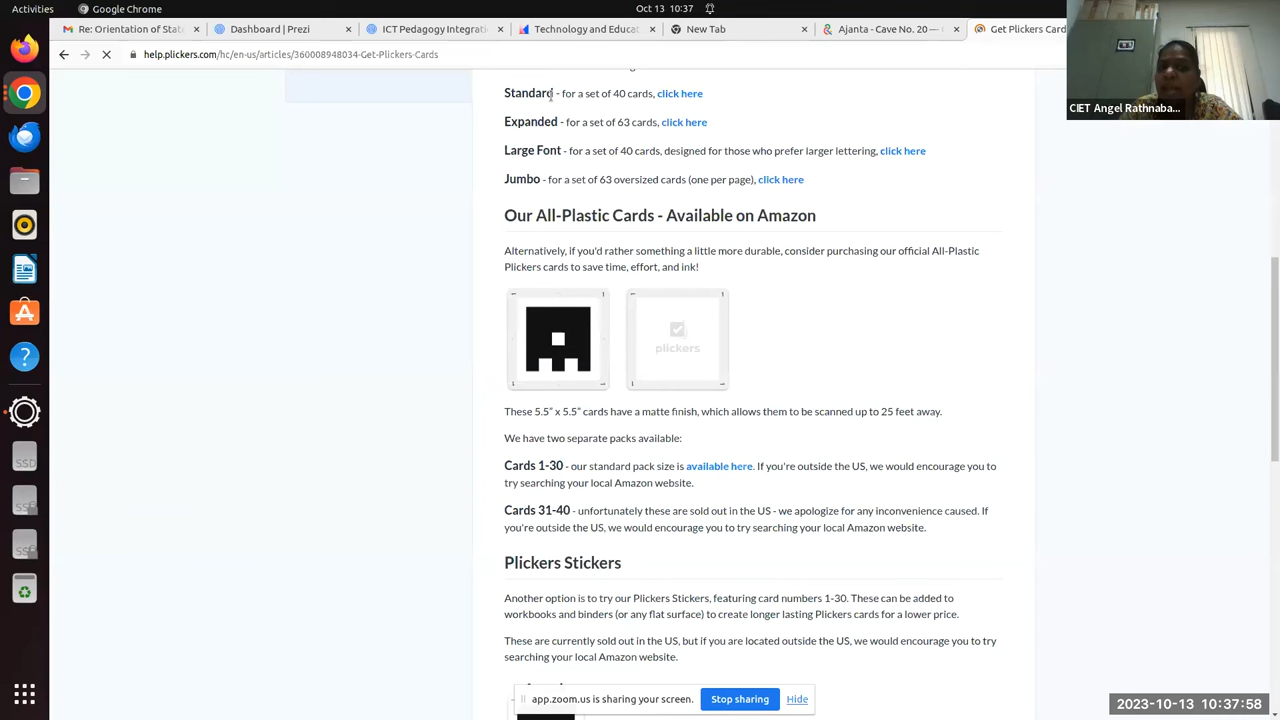 Activities
Google Chrome
Oct 13 10:37
Re: Orientation of Stat
Dashboard | Prezi
ICT Pedagogy Integrati
Technology and Educat
New Tab
Ajanta - Cave No. 20 —
Get Plickers Card
help.plickers.com/hc/en-us/articles/360008948034-Get-Plickers-Cards
CIET Angel Rathnaba...
Standard - for a set of 40 cards, click here
Expanded - for a set of 63 cards, click here
Large Font - for a set of 40 cards, designed for those who prefer larger lettering, click here
Jumbo - for a set of 63 oversized cards (one per page), click here
Our All-Plastic Cards - Available on Amazon
Alternatively, if you'd rather something a little more durable, consider purchasing our official All-Plastic
Plickers cards to save time, effort, and ink!
plickers
These 5.5” x 5.5” cards have a matte finish, which allows them to be scanned up to 25 feet away.
We have two separate packs available:
Cards 1-30 - our standard pack size is available here. If you're outside the US, we would encourage you to
try searching your local Amazon website.
Cards 31-40 - unfortunately these are sold out in the US - we apologize for any inconvenience caused. If
you're outside the US, we would encourage you to try searching your local Amazon website.
Plickers Stickers
Another option is to try our Plickers Stickers, featuring card numbers 1-30. These can be added to
workbooks and binders (or any flat surface) to create longer lasting Plickers cards for a lower price.
These are currently sold out in the US, but if you are located outside the US, we would encourage you to try
searching your local Amazon website.
app.zoom.us is sharing your screen.
Stop sharing
Hide
SSD
2023-10-13 10:37:58